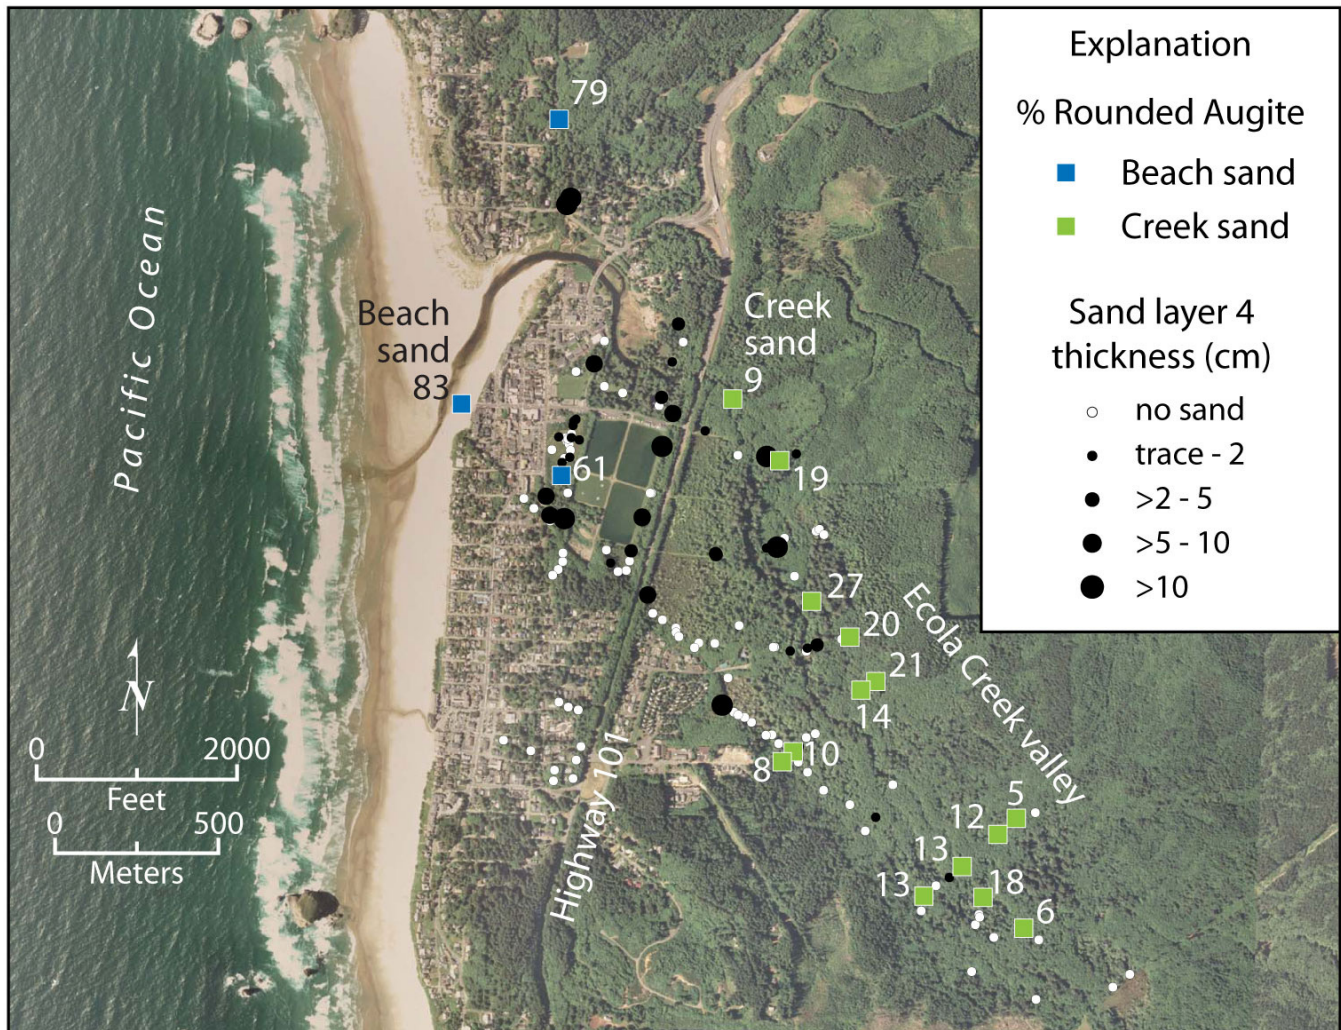 Explanation
% Rounded Augite
Beach sand
Creek sand
Sand layer 4
thickness (cm)
no sand
trace - 2
>2 - 5
>5 - 10
>10
79
Pacific Ocean
Beach
sand
83
Creek
sand
9
61
19
27
20
Ecola Creek valley
21
14
10
8
5
12
13
13
18
6
Highway 101
N
0 2000
Feet
0 500
Meters